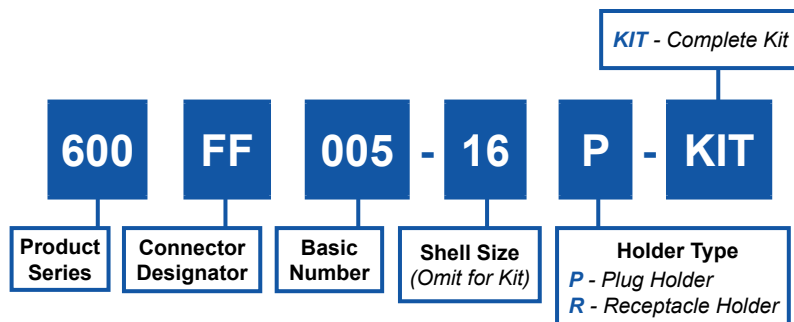 KIT - Complete Kit
600 FF 005 - 16 P - KIT
Product
Series
Connector
Designator
Basic
Number
Shell Size
(Omit for Kit)
Holder Type
P - Plug Holder
R - Receptacle Holder